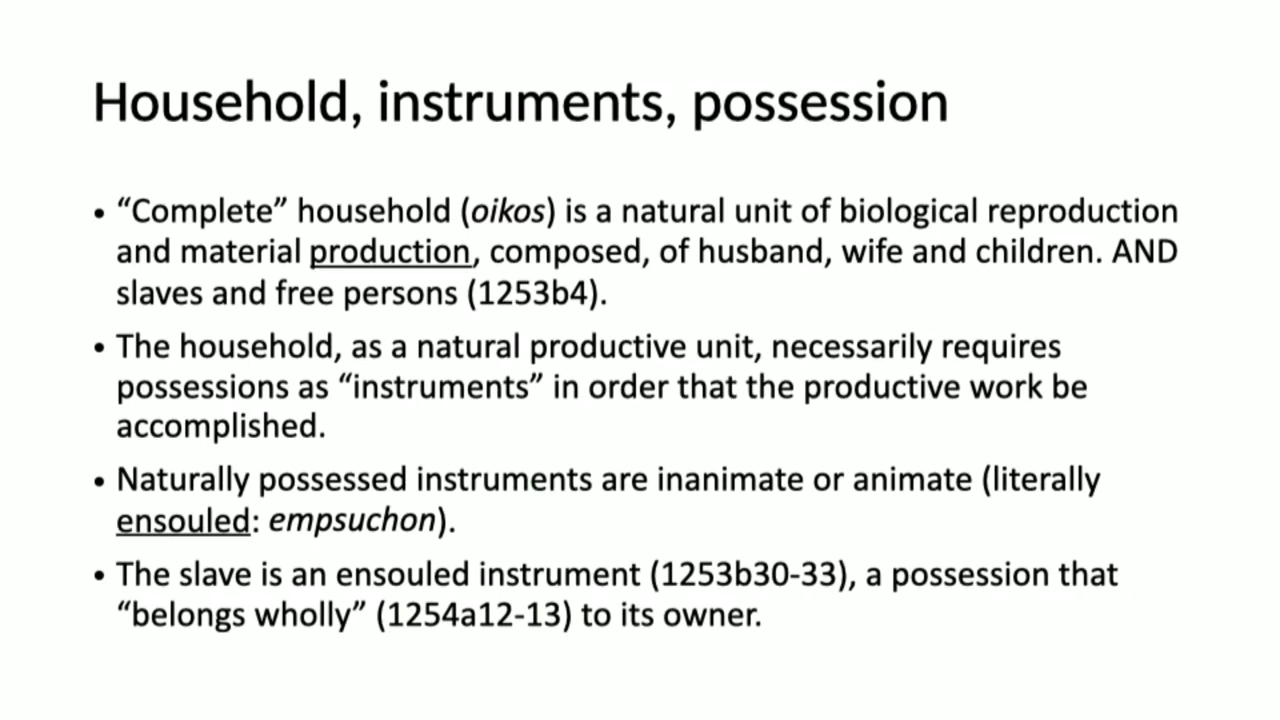 Household, instruments, possession
• “Complete” household (oikos) is a natural unit of biological reproduction
and material production, composed, of husband, wife and children. AND
slaves and free persons (1253b4).
• The household, as a natural productive unit, necessarily requires
possessions as “instruments” in order that the productive work be
accomplished.
• Naturally possessed instruments are inanimate or animate (literally
ensouled: empsuchon).
• The slave is an ensouled instrument (1253b30-33), a possession that
“belongs wholly” (1254a12-13) to its owner.